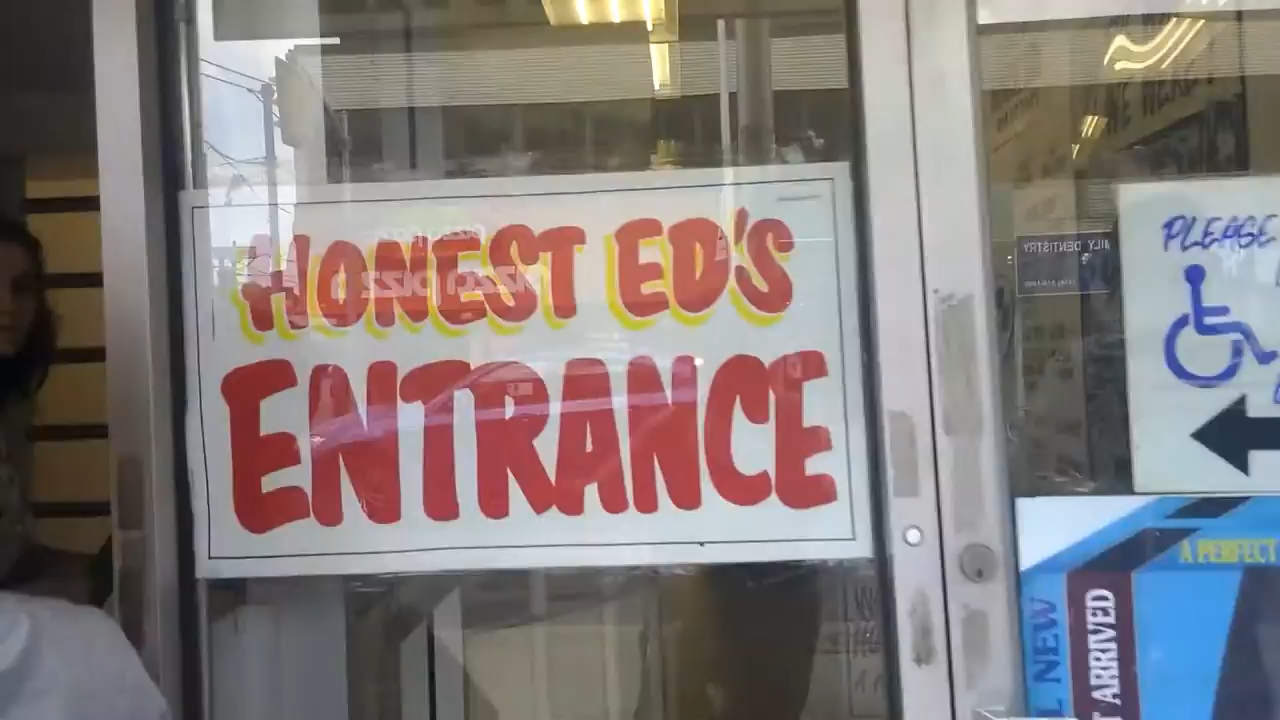 HONEST ED'S
ENTRANCE
PLEASE
A PERFECT
NEW
ARRIVED